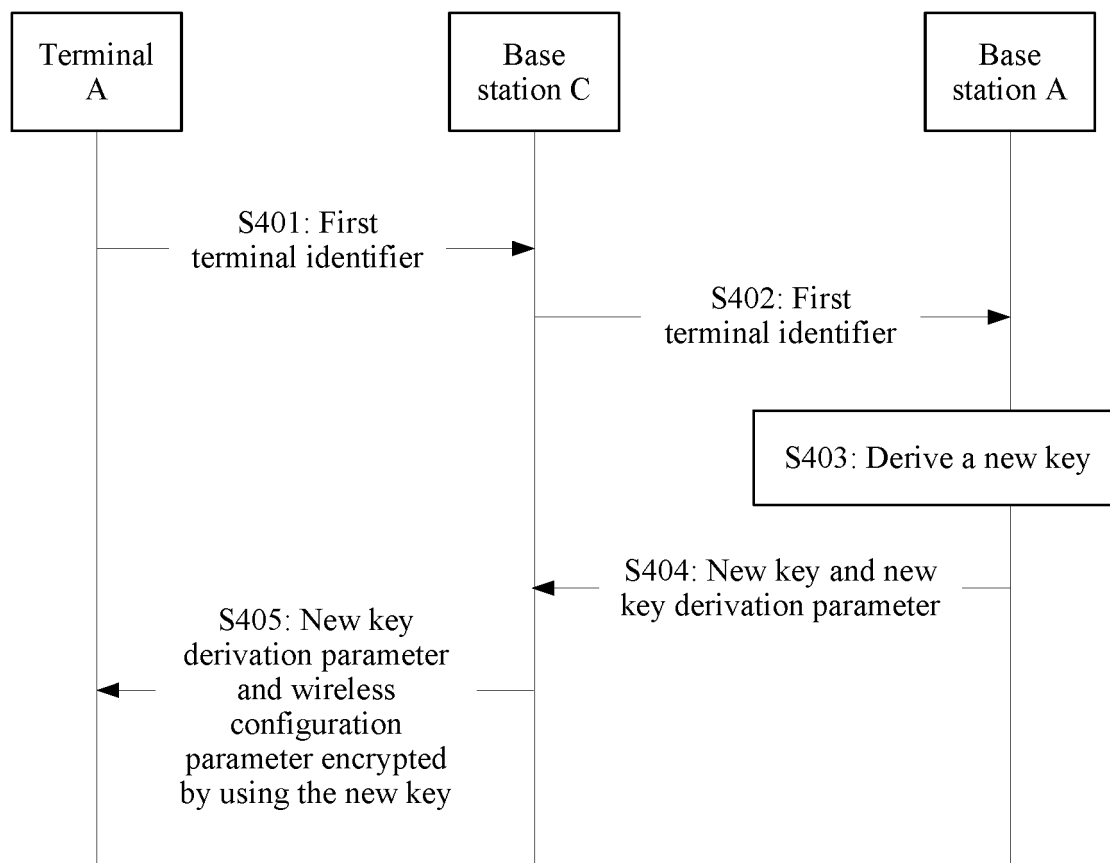 Terminal
A
Base
station C
Base
station A
S401: First
terminal identifier
S402: First
terminal identifier
S403: Derive a new key
S404: New key and new
key derivation parameter
S405: New key
derivation parameter
and wireless
configuration
parameter encrypted
by using the new key